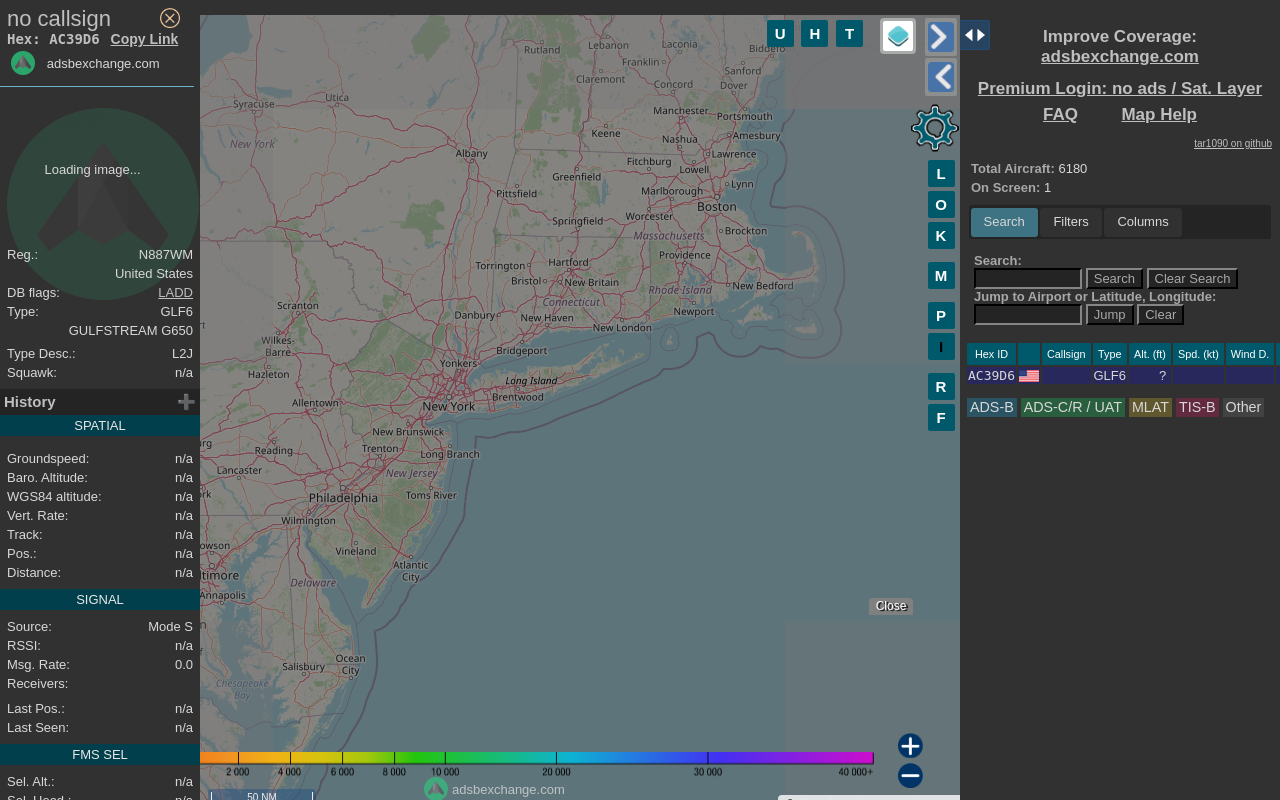 no callsign
Hex: AC39D6 Copy Link
adsbexchange.com
Loading image...
Reg.: N887WM
United States
DB flags: LADD
Type: GLF6
GULFSTREAM G650
Type Desc.: L2J
Squawk: n/a
History
SPATIAL
Groundspeed: n/a
Baro. Altitude: n/a
WGS84 altitude: n/a
Vert. Rate: n/a
Track: n/a
Pos.: n/a
Distance: n/a
SIGNAL
Source: Mode S
RSSI: n/a
Msg. Rate: 0.0
Receivers:
Last Pos.: n/a
Last Seen: n/a
FMS SEL
Sel. Alt.: n/a
Sel. Head.: n/a
U H T
L
O
K
M
P
I
R
F
Rutland
Lebanon
Laconia
Franklin
Claremont
Sanford
Concord
Dover
Utica
Syracuse
Manchester
Portsmouth
Keene
Nashua
Amesbury
New York
Albany
Fitchburg
Lawrence
Greenfield
Lowell
Pittsfield
Marlborough
Lynn
Boston
Worcester
Springfield
Massachusetts
Brockton
Providence
Torrington
Hartford
Bristol
New Britain
New Bedford
Rhode Island
Connecticut
Scranton
Danbury
New Haven
Newport
New London
Wilkes-
Barre
Bridgeport
Yonkers
Hazleton
Long Island
Brentwood
Allentown
New York
New Brunswick
Reading
Trenton
Long Branch
Lancaster
New Jersey
Philadelphia
Toms River
Wilmington
Vineland
Atlantic
City
Delaware
Annapolis
Salisbury
Ocean
City
Chesapeake
Bay
Close
2 000 4 000 6 000 8 000 10 000 20 000 30 000 40 000+
adsbexchange.com
50 NM
Improve Coverage:
adsbexchange.com
Premium Login: no ads / Sat. Layer
FAQ Map Help
tar1090 on github
Total Aircraft: 6180
On Screen: 1
Search Filters Columns
Search:
Search Clear Search
Jump to Airport or Latitude, Longitude:
Jump Clear
Hex ID Callsign Type Alt. (ft) Spd. (kt) Wind D.
AC39D6 GLF6 ?
ADS-B ADS-C/R / UAT MLAT TIS-B Other